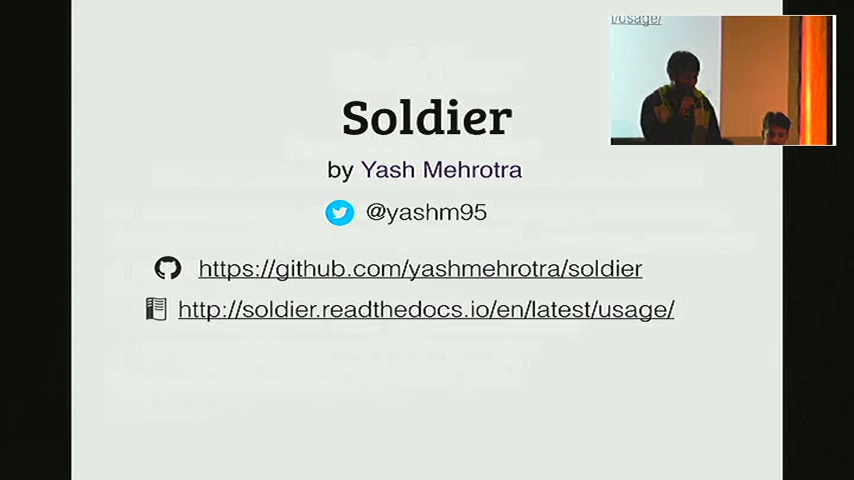 Soldier
by Yash Mehrotra
@yashm95
https://github.com/yashmehrotra/soldier
http://soldier.readthedocs.io/en/latest/usage/
t/usage/